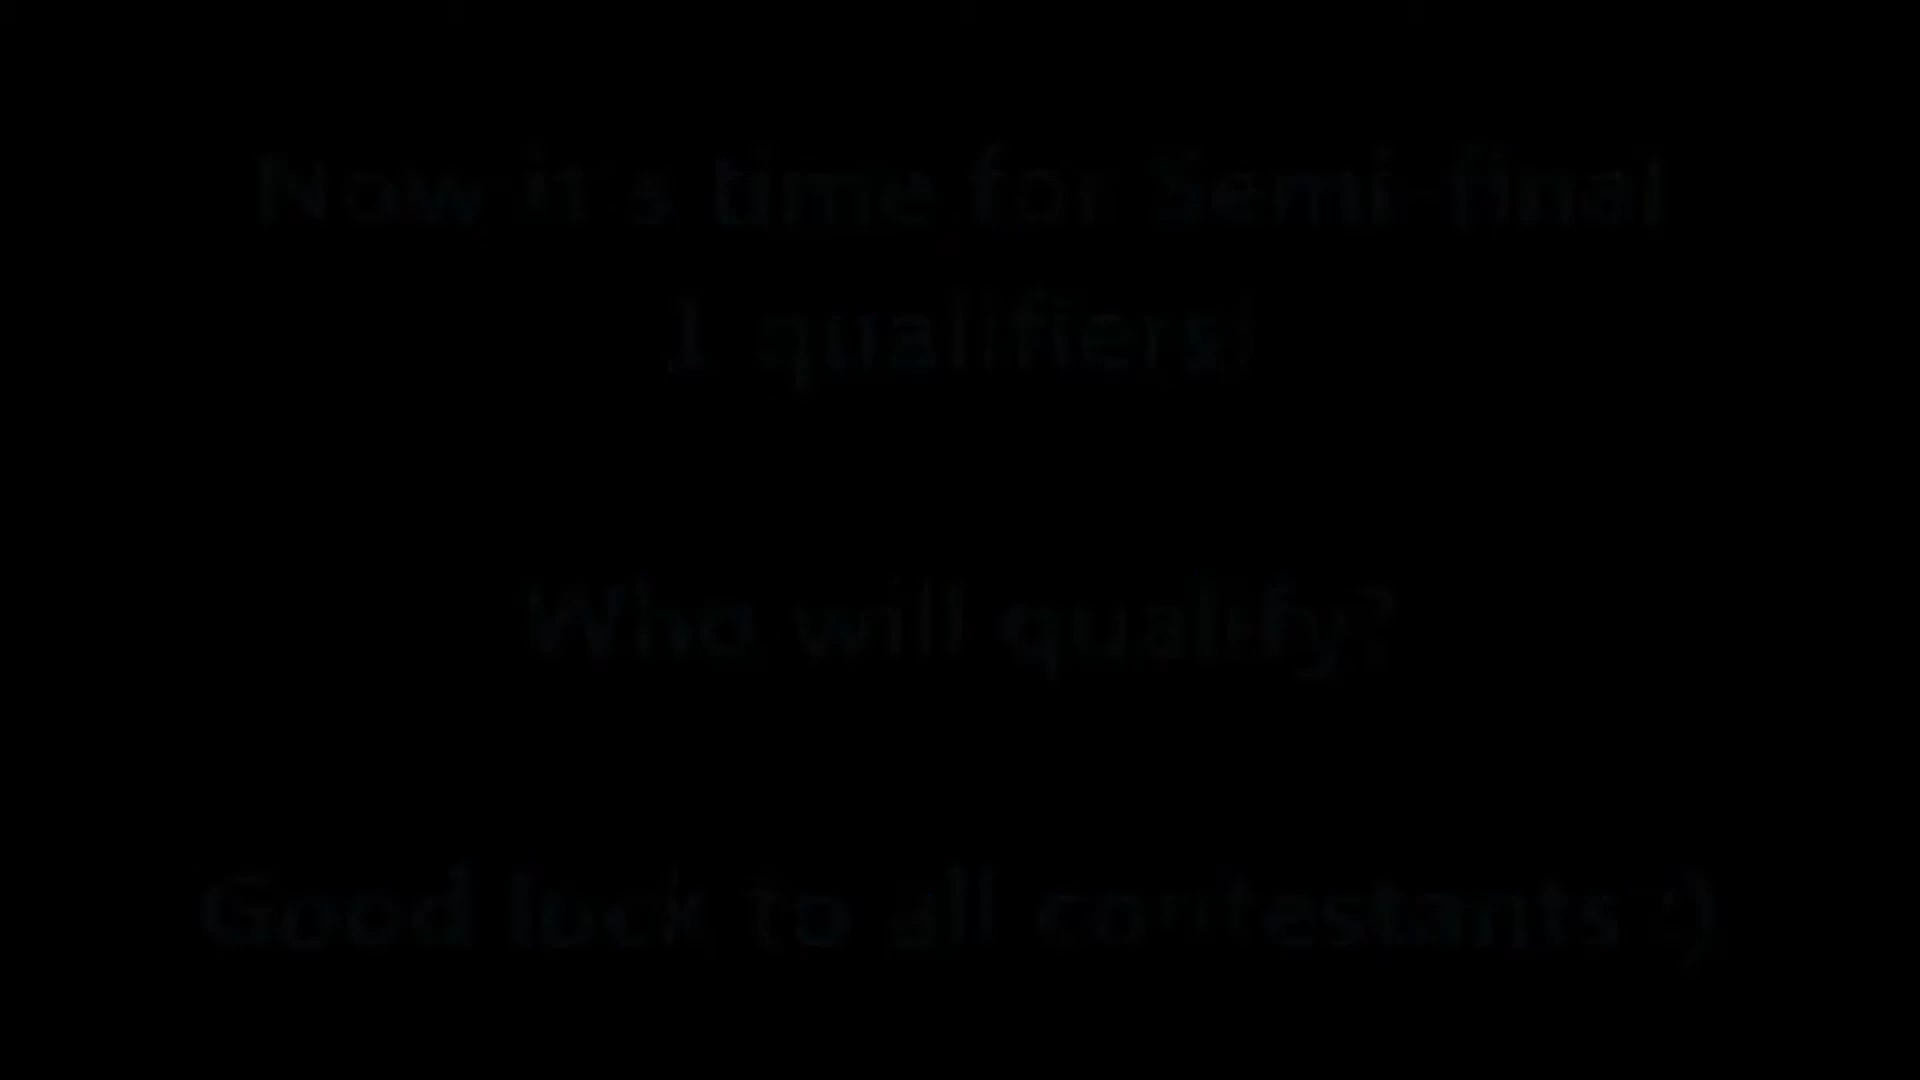 Now it's time for Semi-final
1 qualifiers!
Who will qualify?
Good luck to all contestants :)